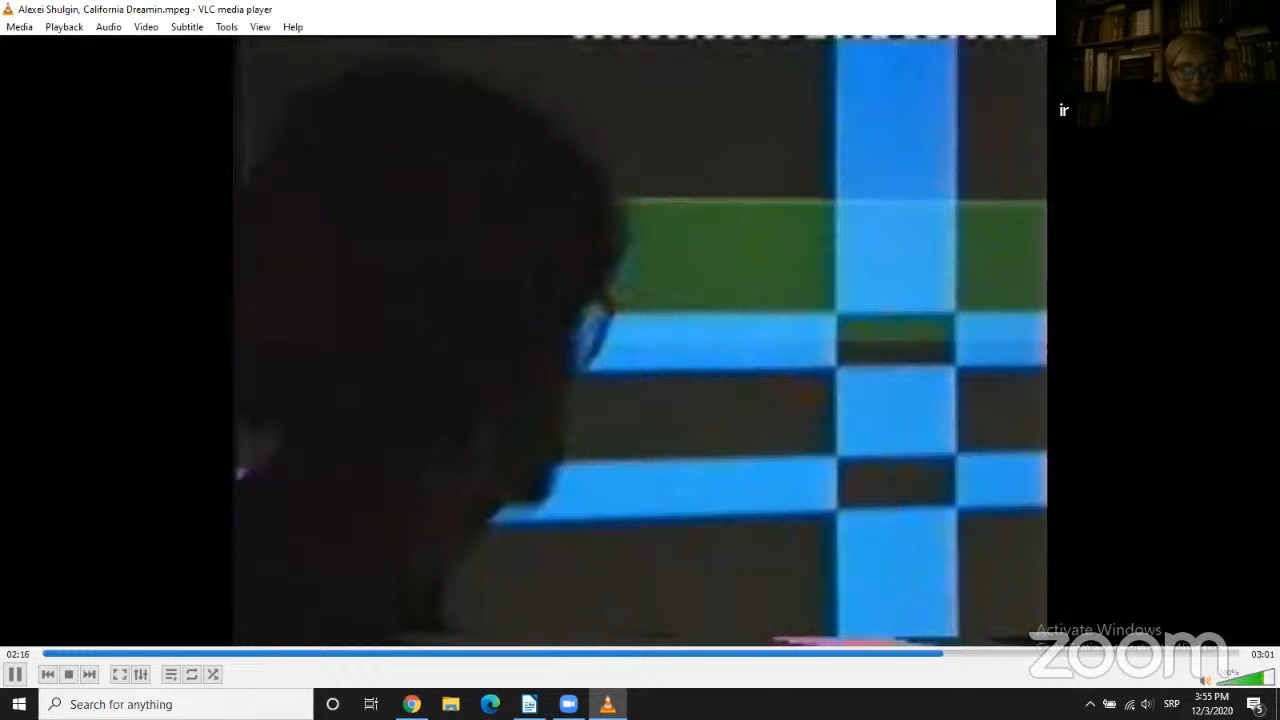 Alexei Shulgin, California Dreamin.mpeg - VLC media player
Media Playback Audio Video Subtitle Tools View Help
ir
Activate Windows
zoom
02:16
03:01
Search for anything
SRP
3:55 PM
12/3/2020